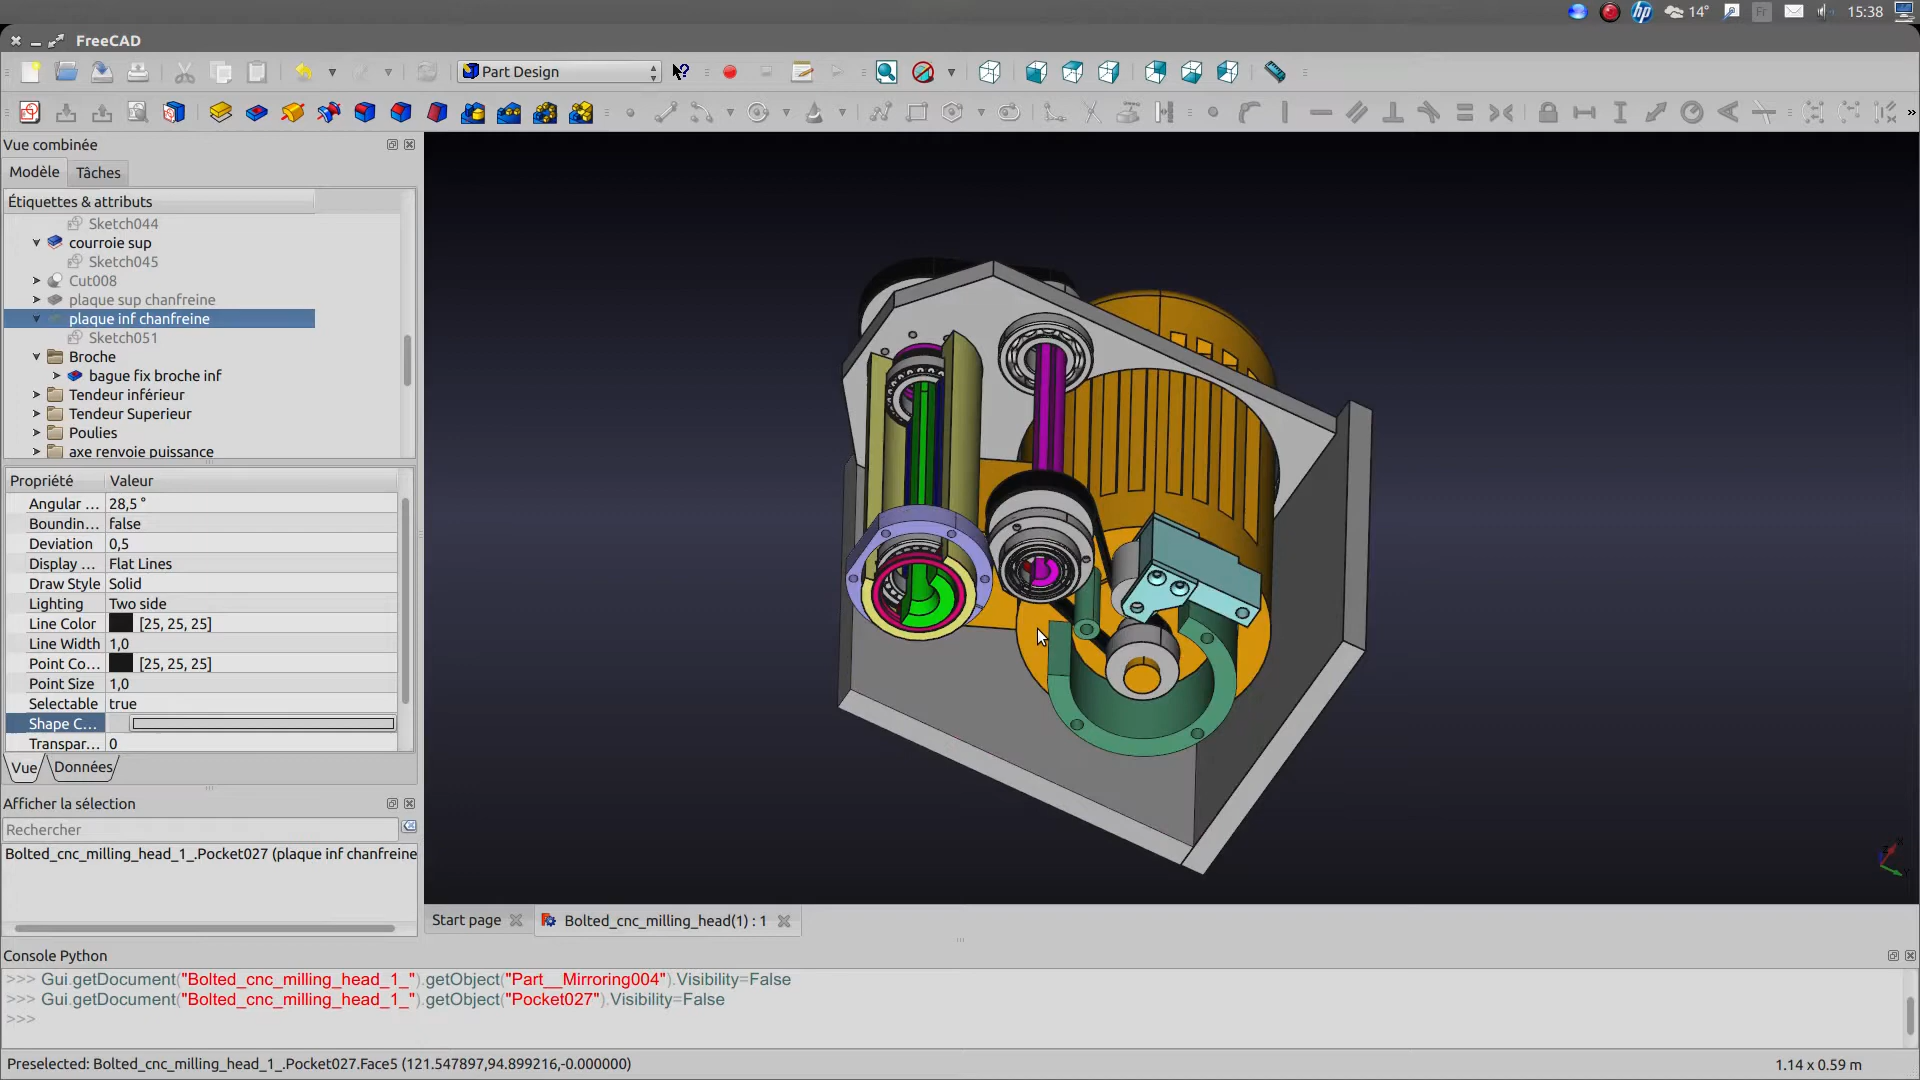 14°
Fr
15:38
FreeCAD
Part Design
Vue combinée
Modèle
Tâches
Étiquettes & attributs
Sketch044
courroie sup
Sketch045
Cut008
plaque sup chanfreine
plaque inf chanfreine
Sketch051
Broche
bague fix broche inf
Tendeur inférieur
Tendeur Superieur
Poulies
axe renvoie puissance
Propriété Valeur
Angular ... 28,5 °
Boundin... false
Deviation 0,5
Display ... Flat Lines
Draw Style Solid
Lighting Two side
Line Color [25, 25, 25]
Line Width 1,0
Point Co... [25, 25, 25]
Point Size 1,0
Selectable true
Shape C...
Transpar... 0
Vue Données
Afficher la sélection
Rechercher
Bolted_cnc_milling_head_1_.Pocket027 (plaque inf chanfreine
Start page
Bolted_cnc_milling_head(1) : 1
Console Python
>>> Gui.getDocument("Bolted_cnc_milling_head_1_").getObject("Part__Mirroring004").Visibility=False
>>> Gui.getDocument("Bolted_cnc_milling_head_1_").getObject("Pocket027").Visibility=False
>>>
Preselected: Bolted_cnc_milling_head_1_.Pocket027.Face5 (121.547897,94.899216,-0.000000)
1.14 x 0.59 m